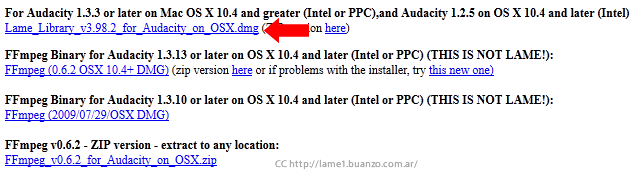 For Audacity 1.3.3 or later on Mac OS X 10.4 and greater (Intel or PPC),and Audacity 1.2.5 on OS X 10.4 and later (Intel)
Lame_Library_v3.98.2_for_Audacity_on_OSX.dmg ( on here)
FFmpeg Binary for Audacity 1.3.13 or later on OS X 10.4 and later (Intel or PPC) (THIS IS NOT LAME!):
FFmpeg (0.6.2 OSX 10.4+ DMG) (zip version here or if problems with the installer, try this new one)
FFmpeg Binary for Audacity 1.3.10 or later on OS X 10.4 and later (Intel or PPC) (THIS IS NOT LAME!):
FFmpeg (2009/07/29/OSX DMG)
FFmpeg v0.6.2 - ZIP version - extract to any location:
FFmpeg_v0.6.2_for_Audacity_on_OSX.zip
CC http://lame1.buanzo.com.ar/